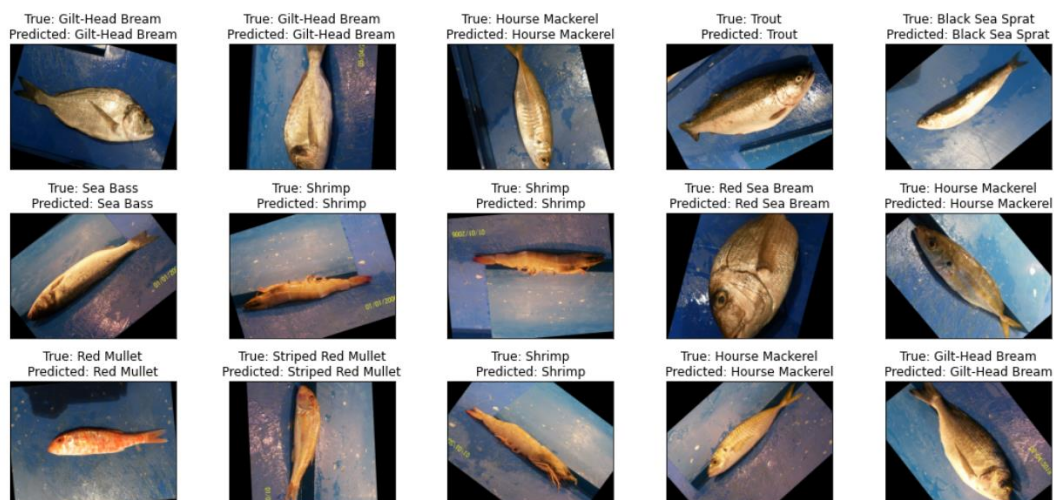 True: Gilt-Head Bream
Predicted: Gilt-Head Bream
True: Gilt-Head Bream
Predicted: Gilt-Head Bream
True: Hourse Mackerel
Predicted: Hourse Mackerel
True: Trout
Predicted: Trout
True: Black Sea Sprat
Predicted: Black Sea Sprat
True: Sea Bass
Predicted: Sea Bass
True: Shrimp
Predicted: Shrimp
True: Shrimp
Predicted: Shrimp
True: Red Sea Bream
Predicted: Red Sea Bream
True: Hourse Mackerel
Predicted: Hourse Mackerel
True: Red Mullet
Predicted: Red Mullet
True: Striped Red Mullet
Predicted: Striped Red Mullet
True: Shrimp
Predicted: Shrimp
True: Hourse Mackerel
Predicted: Hourse Mackerel
True: Gilt-Head Bream
Predicted: Gilt-Head Bream